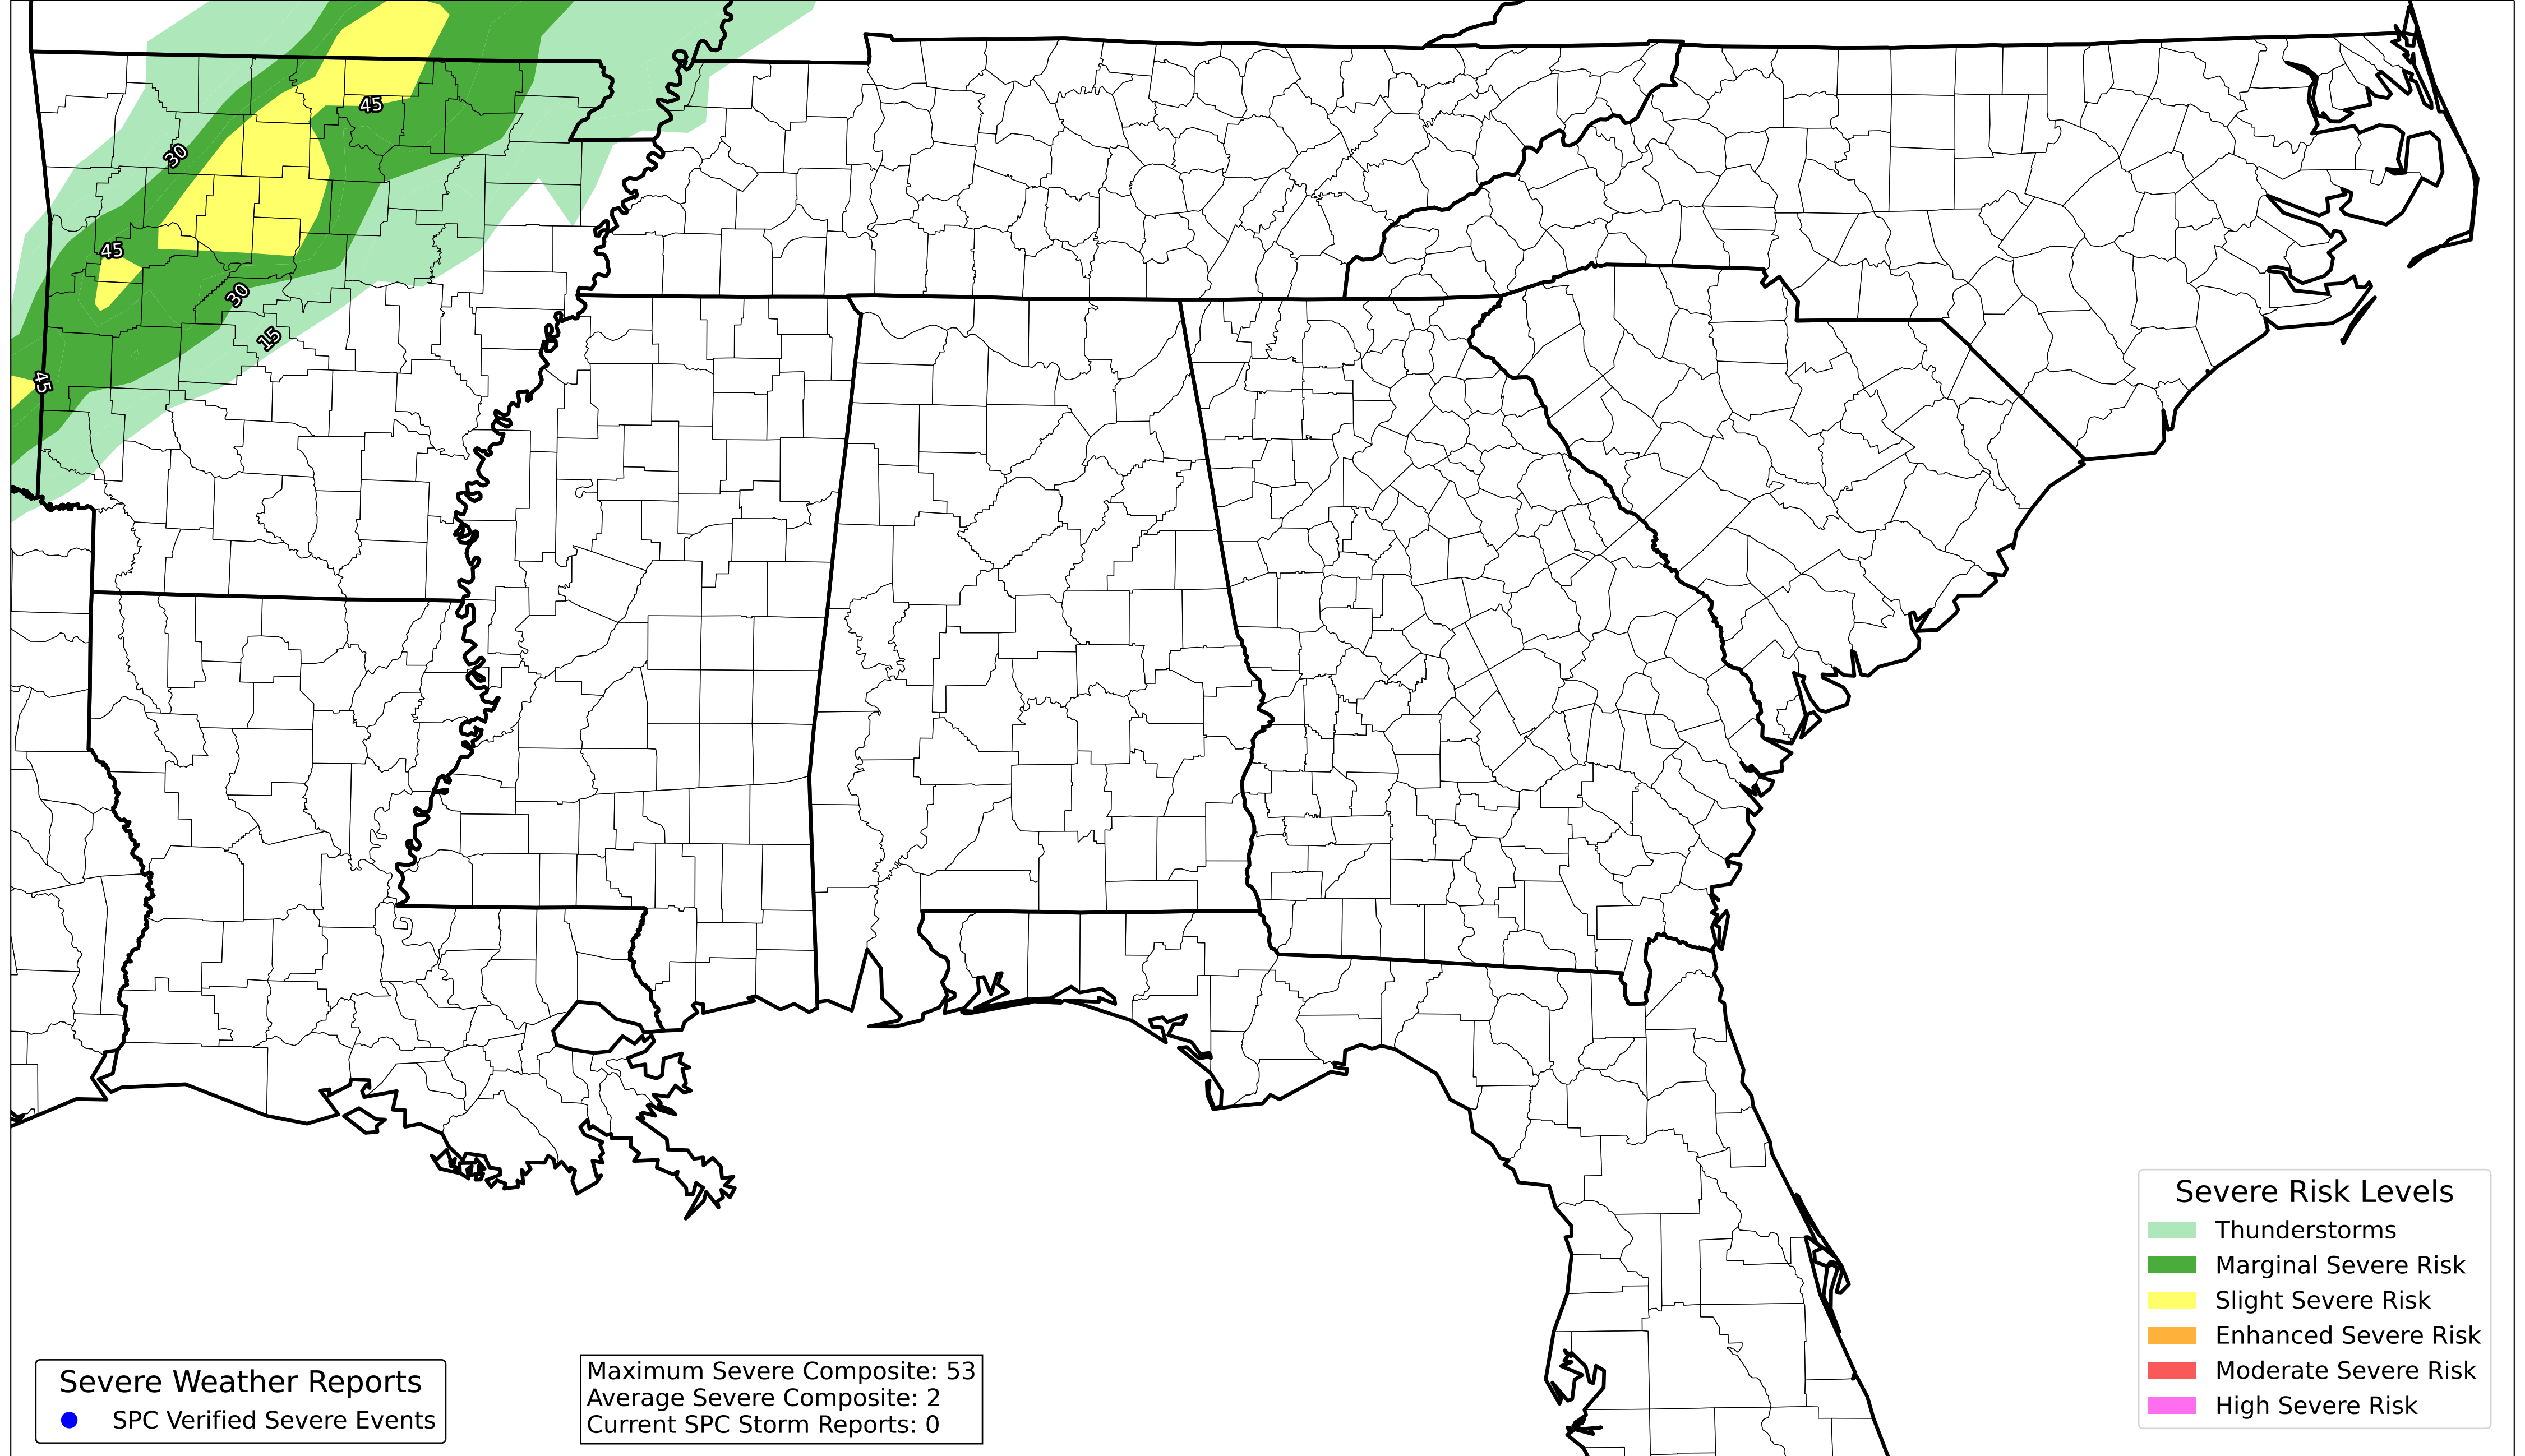 45
30
45
30
15
45
Severe Risk Levels
Thunderstorms
Marginal Severe Risk
Slight Severe Risk
Enhanced Severe Risk
Moderate Severe Risk
High Severe Risk
Severe Weather Reports
SPC Verified Severe Events
Maximum Severe Composite: 53
Average Severe Composite: 2
Current SPC Storm Reports: 0